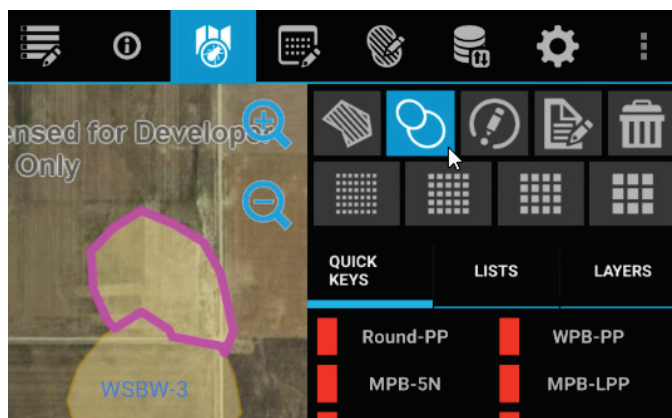 ensed for Develope
Only
WSBW-3
QUICK
KEYS
LISTS
LAYERS
Round-PP
WPB-PP
MPB-5N
MPB-LPP